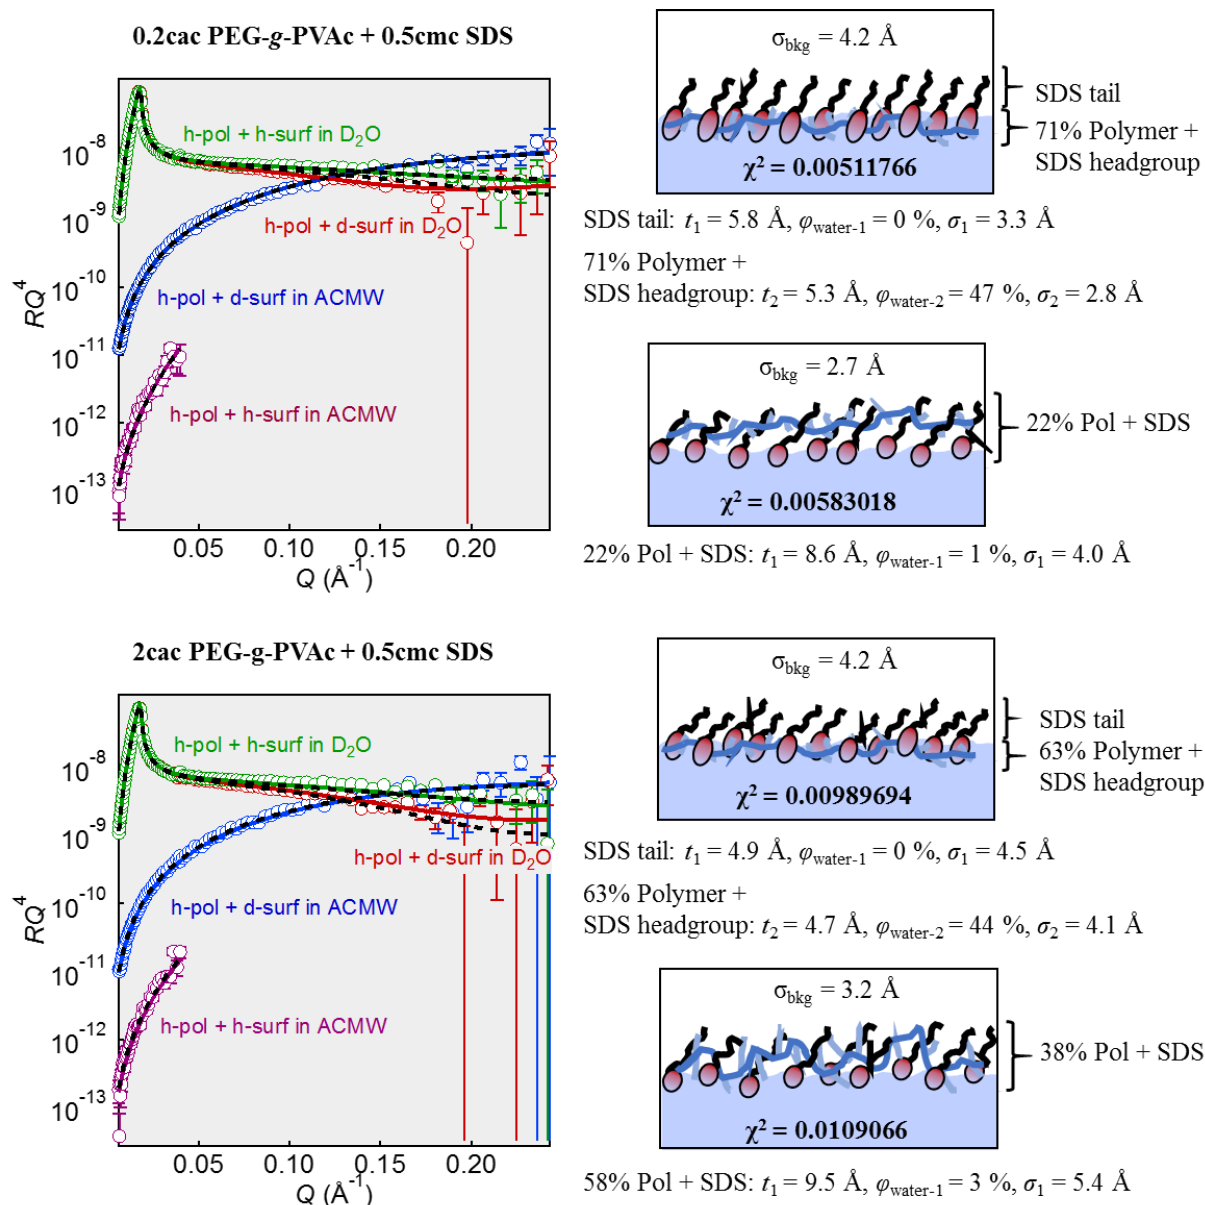 0.2cac PEG-g-PVAc + 0.5cmc SDS
h-pol + h-surf in D₂O
h-pol + d-surf in D₂O
h-pol + d-surf in ACMW
h-pol + h-surf in ACMW
RQ⁴
10⁻⁸
10⁻⁹
10⁻¹⁰
10⁻¹¹
10⁻¹²
10⁻¹³
0.05 0.10 0.15 0.20
Q (Å⁻¹)
σbkg = 4.2 Å
χ² = 0.00511766
SDS tail
71% Polymer +
SDS headgroup
SDS tail: t₁ = 5.8 Å, φwater-1 = 0 %, σ₁ = 3.3 Å
71% Polymer +
SDS headgroup: t₂ = 5.3 Å, φwater-2 = 47 %, σ₂ = 2.8 Å
σbkg = 2.7 Å
χ² = 0.00583018
22% Pol + SDS
22% Pol + SDS: t₁ = 8.6 Å, φwater-1 = 1 %, σ₁ = 4.0 Å
2cac PEG-g-PVAc + 0.5cmc SDS
h-pol + h-surf in D₂O
h-pol + d-surf in D₂O
h-pol + d-surf in ACMW
h-pol + h-surf in ACMW
RQ⁴
10⁻⁸
10⁻⁹
10⁻¹⁰
10⁻¹¹
10⁻¹²
10⁻¹³
0.05 0.10 0.15 0.20
Q (Å⁻¹)
σbkg = 4.2 Å
χ² = 0.00989694
SDS tail
63% Polymer +
SDS headgroup
SDS tail: t₁ = 4.9 Å, φwater-1 = 0 %, σ₁ = 4.5 Å
63% Polymer +
SDS headgroup: t₂ = 4.7 Å, φwater-2 = 44 %, σ₂ = 4.1 Å
σbkg = 3.2 Å
χ² = 0.0109066
38% Pol + SDS
58% Pol + SDS: t₁ = 9.5 Å, φwater-1 = 3 %, σ₁ = 5.4 Å